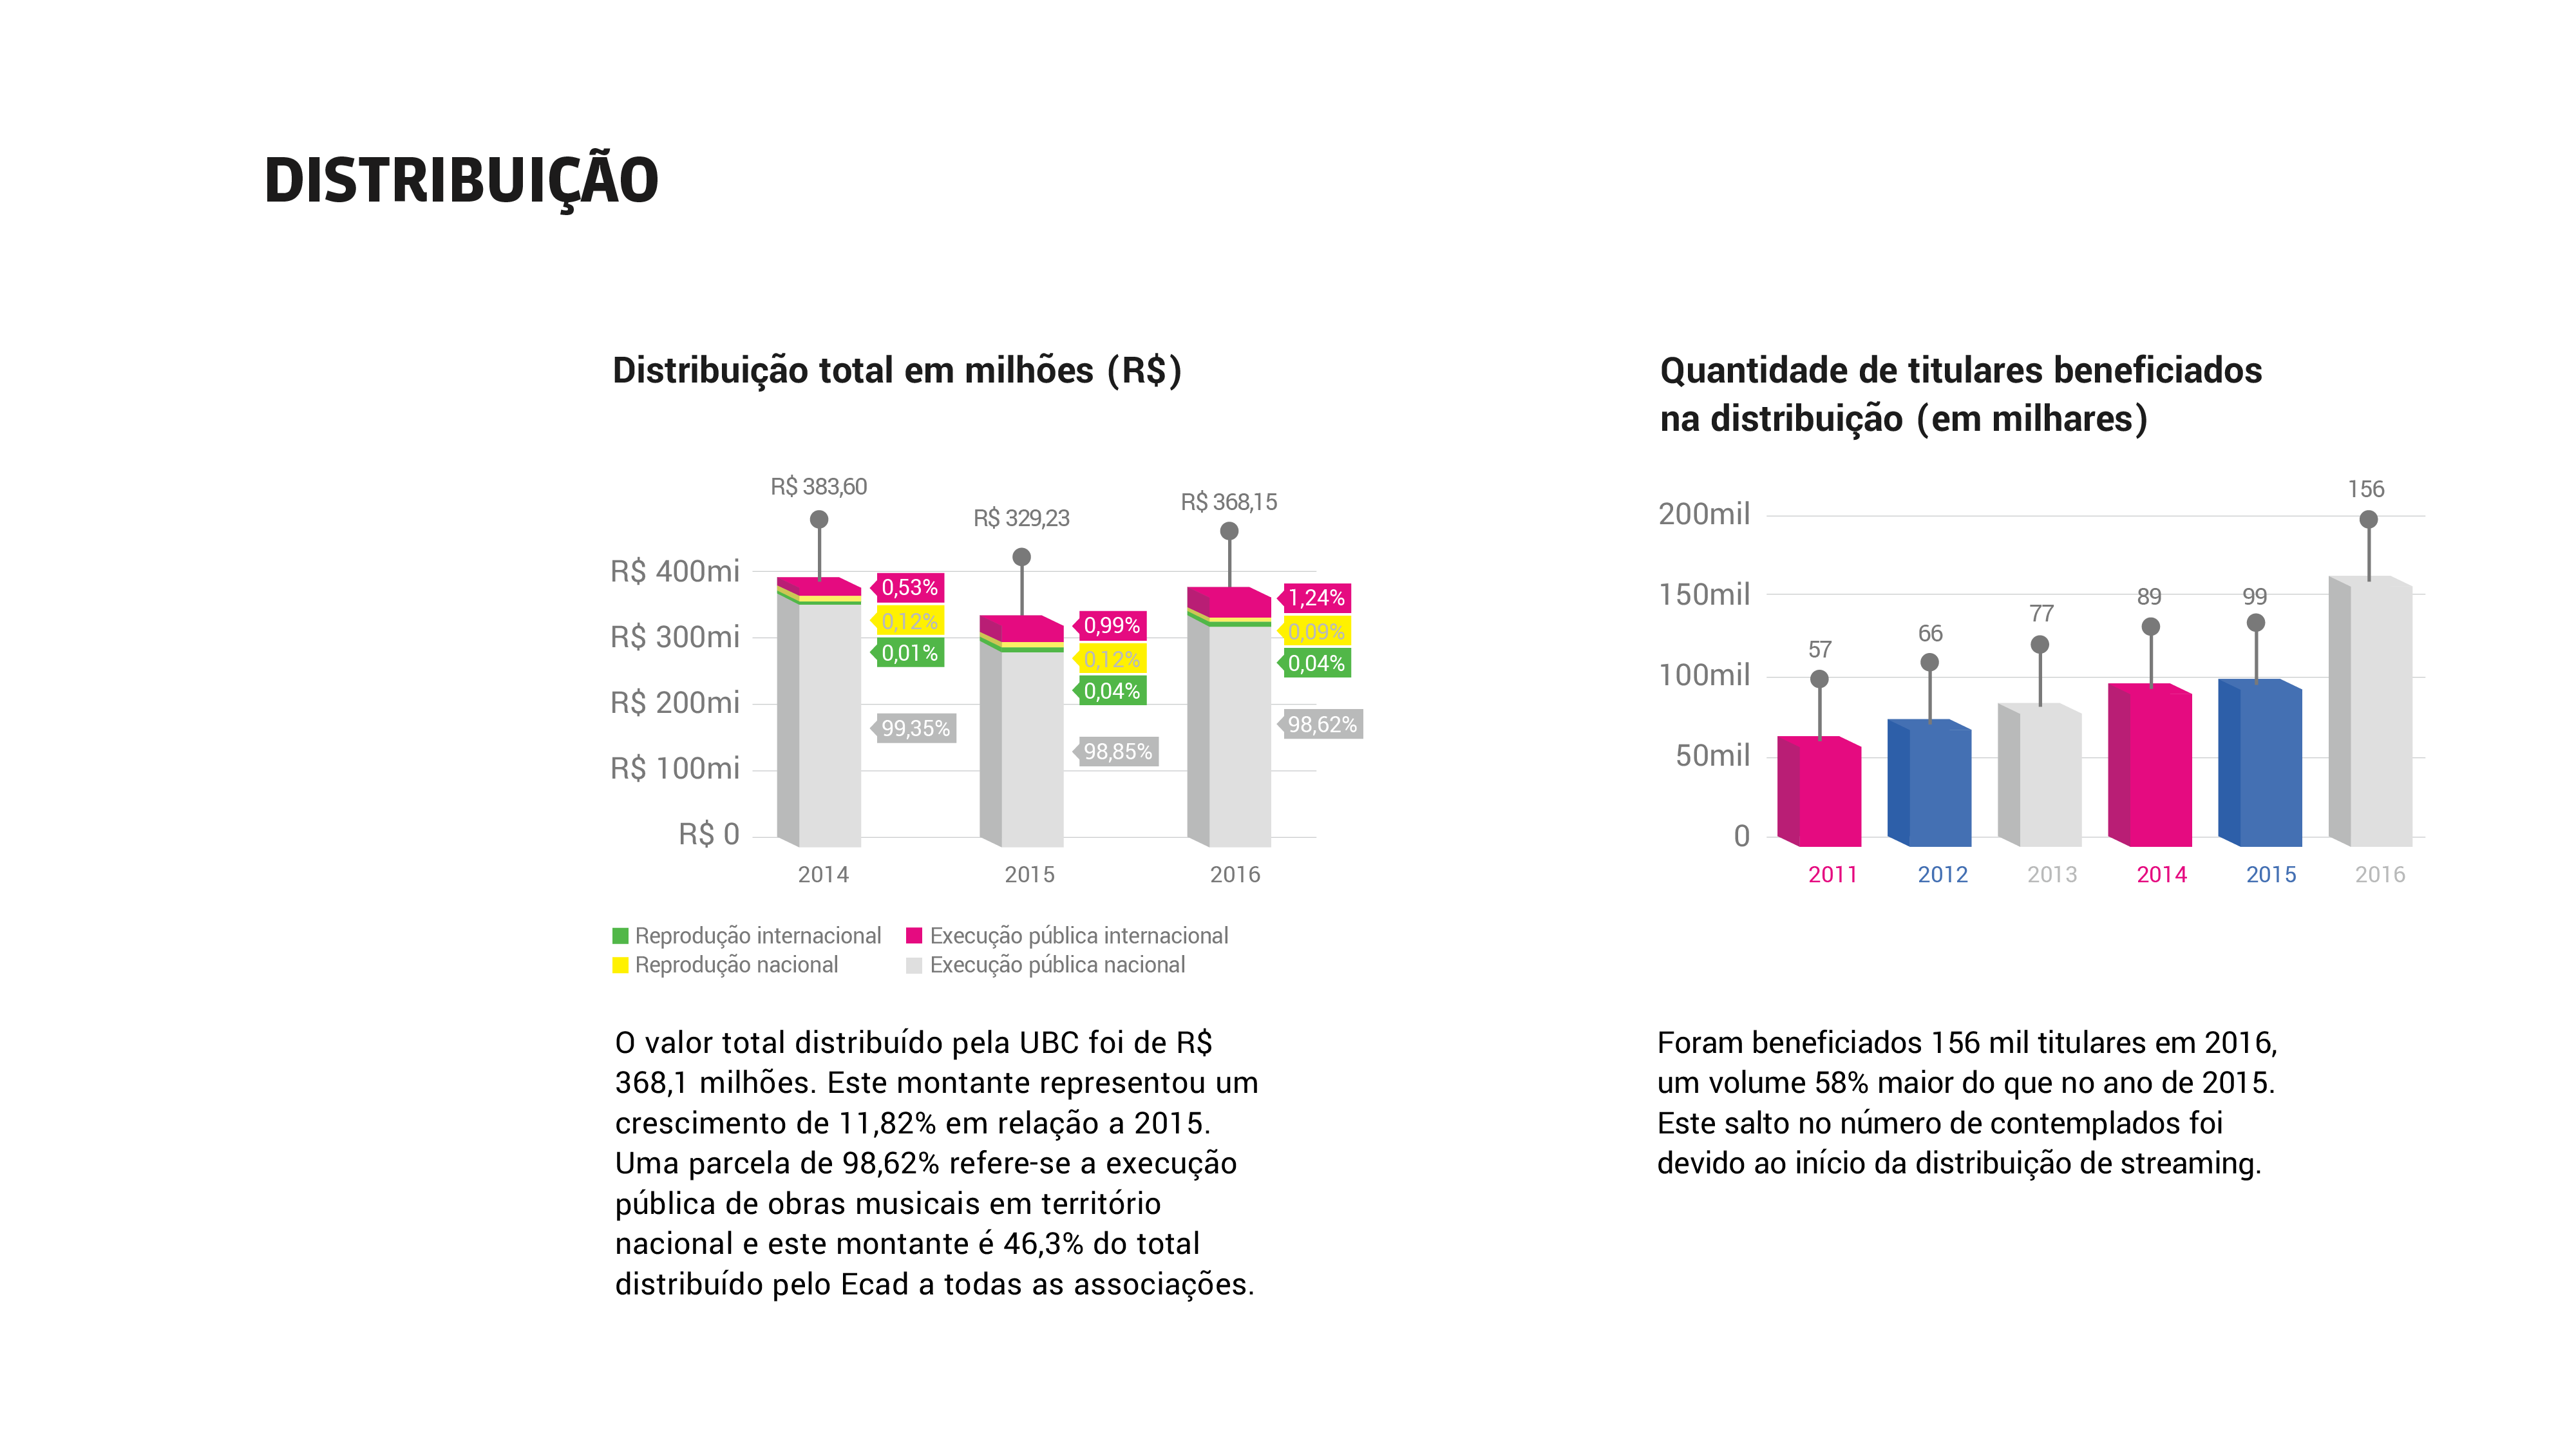 DISTRIBUIÇÃO
Distribuição total em milhões (R$)
R$ 383,60
R$ 329,23
R$ 368,15
R$ 400mi
R$ 300mi
R$ 200mi
R$ 100mi
R$ 0
0,53%
0,12%
0,01%
99,35%
0,99%
0,12%
0,04%
98,85%
1,24%
0,09%
0,04%
98,62%
2014 2015 2016
Reprodução internacional Execução pública internacional
Reprodução nacional Execução pública nacional
O valor total distribuído pela UBC foi de R$
368,1 milhões. Este montante representou um
crescimento de 11,82% em relação a 2015.
Uma parcela de 98,62% refere-se a execução
pública de obras musicais em território
nacional e este montante é 46,3% do total
distribuído pelo Ecad a todas as associações.
Quantidade de titulares beneficiados
na distribuição (em milhares)
200mil
150mil
100mil
50mil
0
57
66
77
89
99
156
2011 2012 2013 2014 2015 2016
Foram beneficiados 156 mil titulares em 2016,
um volume 58% maior do que no ano de 2015.
Este salto no número de contemplados foi
devido ao início da distribuição de streaming.